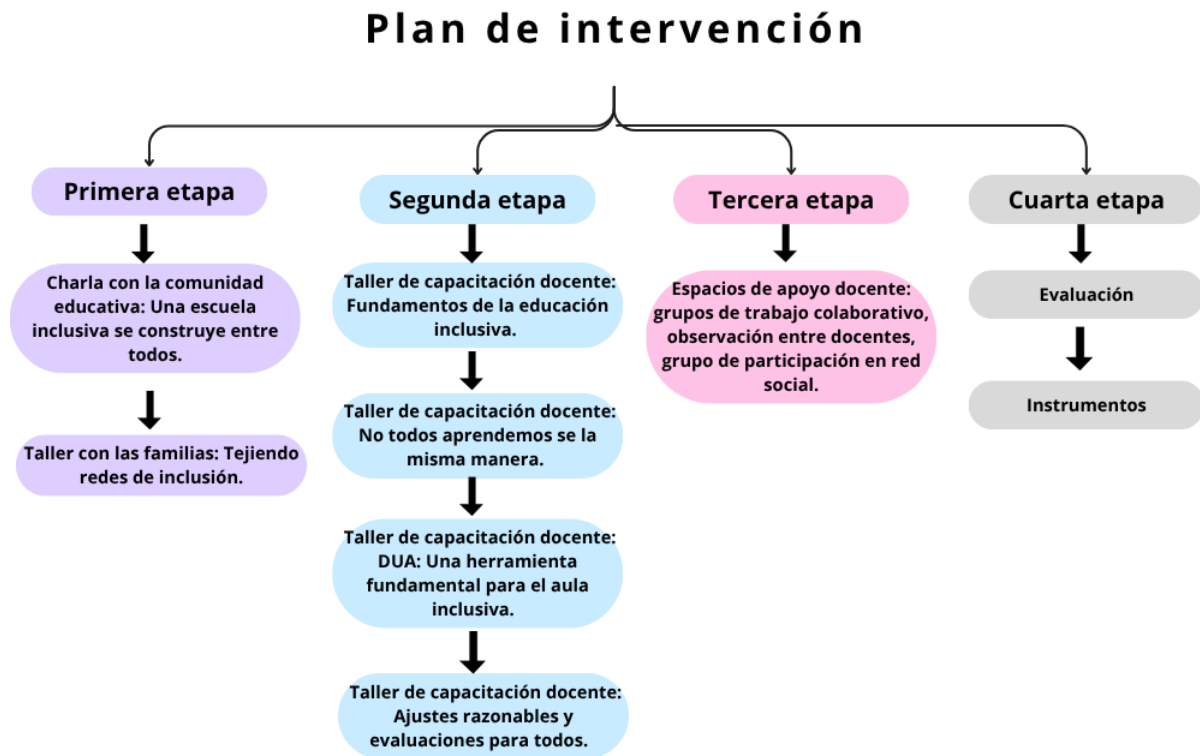 Plan de intervención
Primera etapa
Charla con la comunidad
educativa: Una escuela
inclusiva se construye entre
todos.
Taller con las familias: Tejiendo
redes de inclusión.
Segunda etapa
Taller de capacitación docente:
Fundamentos de la educación
inclusiva.
Taller de capacitación docente:
No todos aprendemos se la
misma manera.
Taller de capacitación docente:
DUA: Una herramienta
fundamental para el aula
inclusiva.
Taller de capacitación docente:
Ajustes razonables y
evaluaciones para todos.
Tercera etapa
Espacios de apoyo docente:
grupos de trabajo colaborativo,
observación entre docentes,
grupo de participación en red
social.
Cuarta etapa
Evaluación
Instrumentos